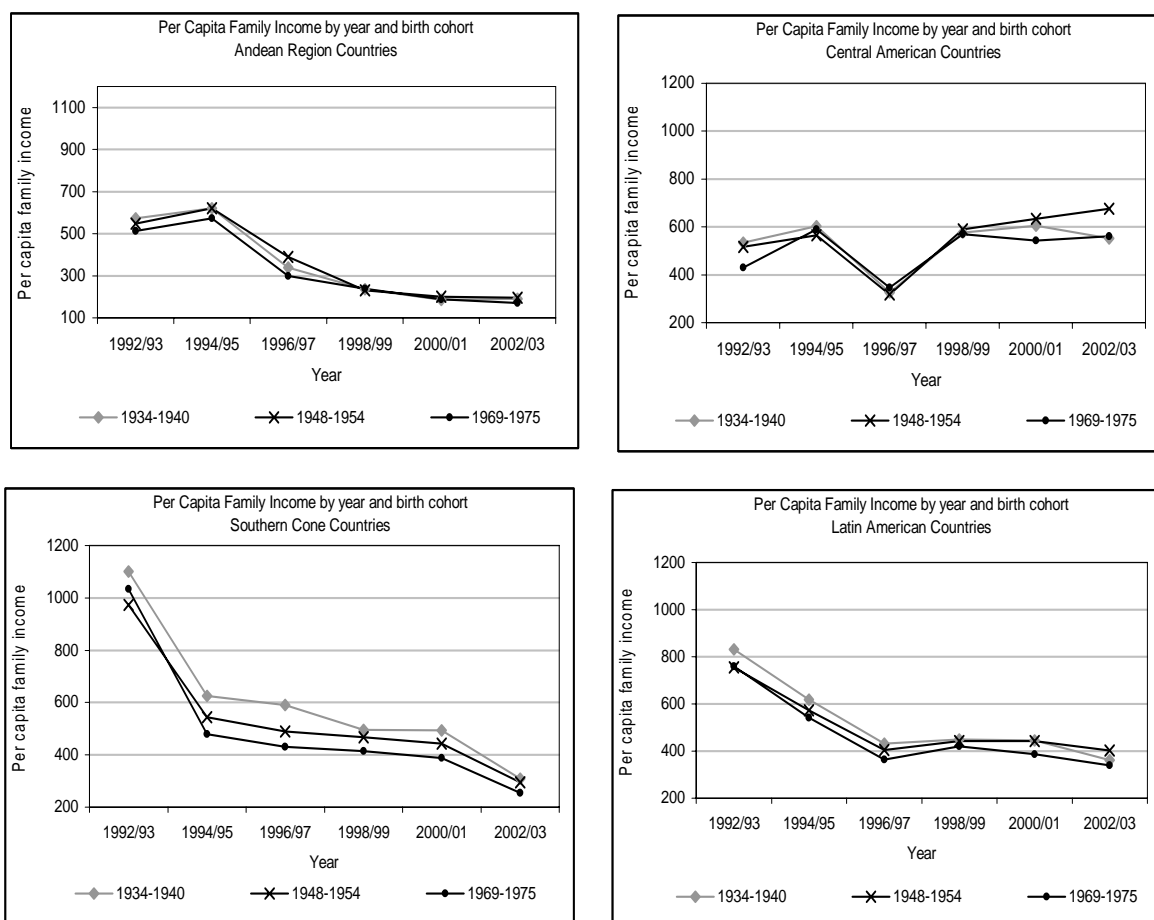 Per Capita Family Income by year and birth cohort
Andean Region Countries
Per capita family income
1100
900
700
500
300
100
1992/93 1994/95 1996/97 1998/99 2000/01 2002/03
Year
1934-1940 1948-1954 1969-1975
Per Capita Family Income by year and birth cohort
Central American Countries
Per capita family income
1200
1000
800
600
400
200
1992/93 1994/95 1996/97 1998/99 2000/01 2002/03
Year
1934-1940 1948-1954 1969-1975
Per Capita Family Income by year and birth cohort
Southern Cone Countries
Per capita family income
1200
1000
800
600
400
200
1992/93 1994/95 1996/97 1998/99 2000/01 2002/03
Year
1934-1940 1948-1954 1969-1975
Per Capita Family Income by year and birth cohort
Latin American Countries
Per capita family income
1200
1000
800
600
400
200
1992/93 1994/95 1996/97 1998/99 2000/01 2002/03
Year
1934-1940 1948-1954 1969-1975